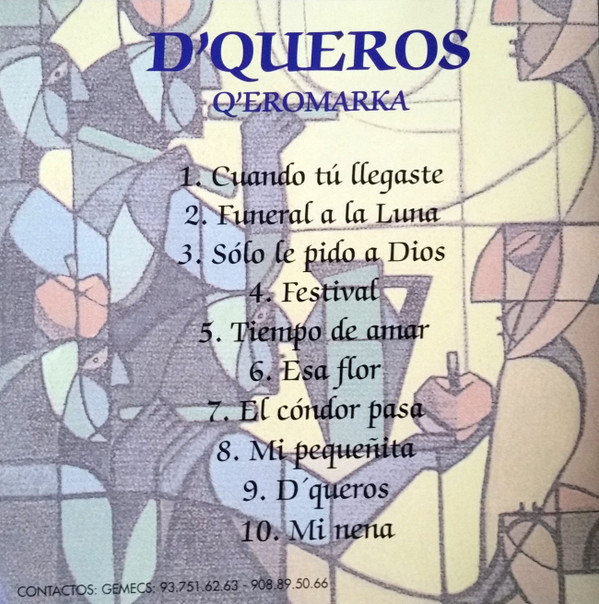 D'QUEROS
Q'EROMARKA
1. Cuando tú llegaste
2. Funeral a la Luna
3. Sólo le pido a Dios
4. Festival
5. Tiempo de amar
6. Esa flor
7. El cóndor pasa
8. Mi pequeñita
9. D´queros
10. Mi nena
CONTACTOS: GEMECS: 93.751.62.63 - 908.89.50.66